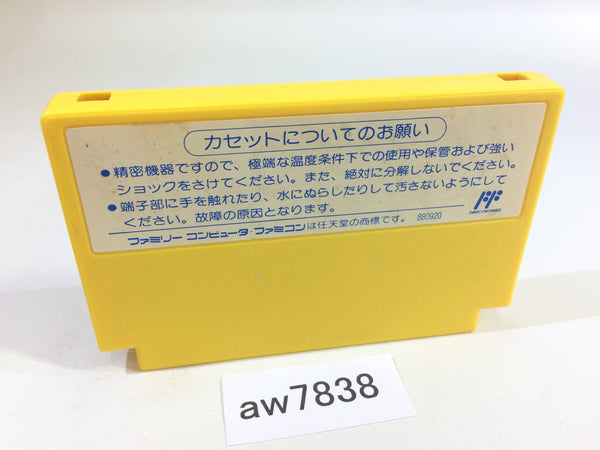 カセットについてのお願い
●精密機器ですので、極端な温度条件下での使用や保管および強い
ショックをさけてください。また、絶対に分解しないでください。
●端子部に手を触れたり、水にぬらしたりして汚さないようにして
ください。故障の原因となります。
ファミリー コンピュータ・ファミコンは任天堂の商標です。 880920
aw7838